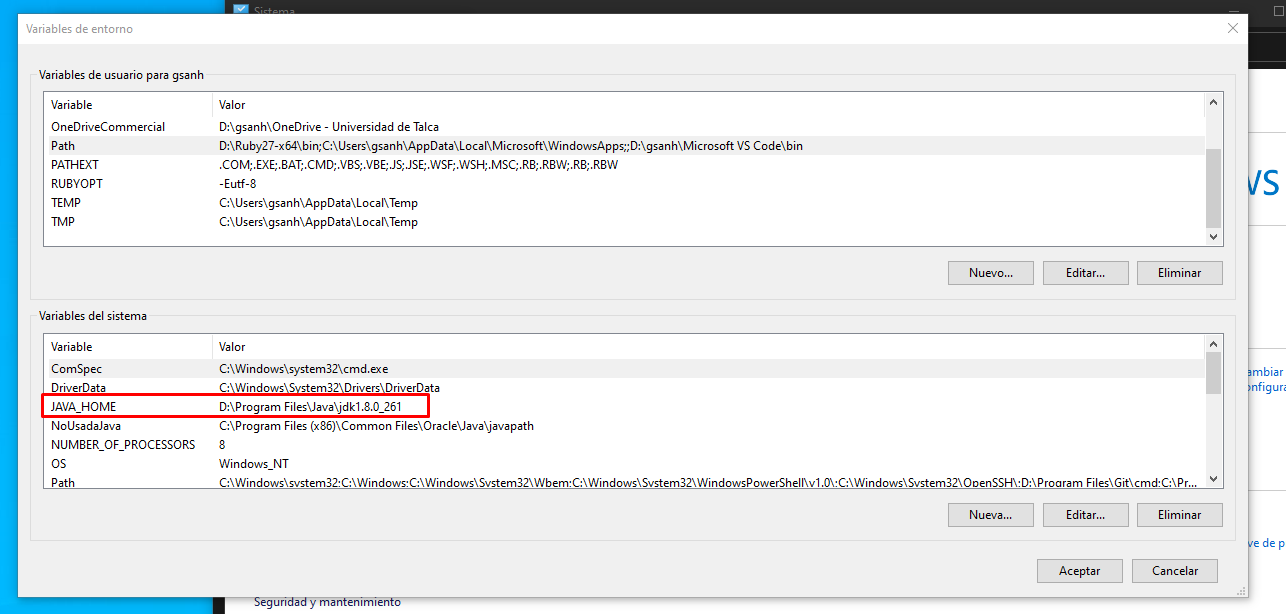 Sistema
Variables de entorno
Variables de usuario para gsanh
Variable Valor
OneDriveCommercial D:\gsanh\OneDrive - Universidad de Talca
Path D:\Ruby27-x64\bin;C:\Users\gsanh\AppData\Local\Microsoft\WindowsApps;;D:\gsanh\Microsoft VS Code\bin
PATHEXT .COM;.EXE;.BAT;.CMD;.VBS;.VBE;.JS;.JSE;.WSF;.WSH;.MSC;.RB;.RBW;.RB;.RBW
RUBYOPT -Eutf-8
TEMP C:\Users\gsanh\AppData\Local\Temp
TMP C:\Users\gsanh\AppData\Local\Temp
VS
Nuevo... Editar... Eliminar
Variables del sistema
Variable Valor
ComSpec C:\Windows\system32\cmd.exe
ambiar
DriverData C:\Windows\System32\Drivers\DriverData
onfigura
JAVA_HOME D:\Program Files\Java\jdk1.8.0_261
NoUsadaJava C:\Program Files (x86)\Common Files\Oracle\Java\javapath
NUMBER_OF_PROCESSORS 8
OS Windows_NT
Path C:\Windows\system32;C:\Windows;C:\Windows\System32\Wbem;C:\Windows\System32\WindowsPowerShell\v1.0\;C:\Windows\System32\OpenSSH\;D:\Program Files\Git\cmd;C:\Pr...
Nueva... Editar... Eliminar
ve de p
Aceptar Cancelar
Seguridad y mantenimiento